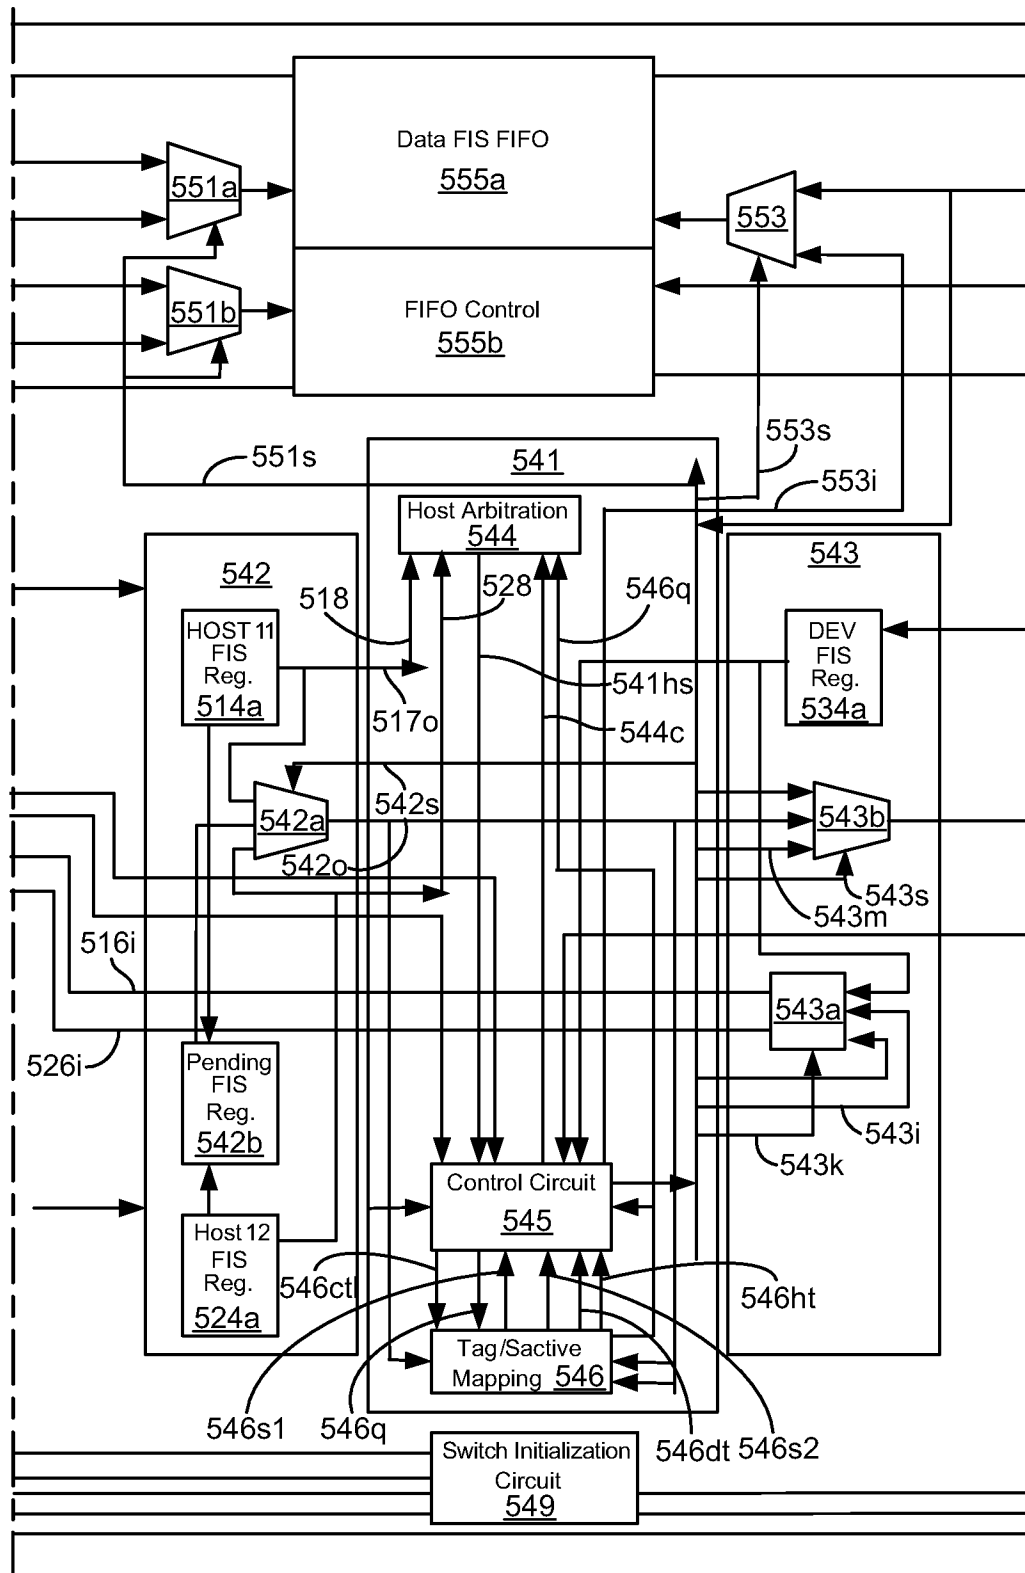 Data FIS FIFO
555a
551a
553
551b
FIFO Control
555b
553s
551s
541
553i
Host Arbitration
544
542
543
518
528
546q
HOST 11
FIS
Reg.
514a
DEV
FIS
Reg.
534a
541hs
517o
544c
542s
542a
543b
542o
543s
543m
516i
543a
526i
Pending
FIS
Reg.
542b
543i
543k
Control Circuit
545
Host 12
FIS
Reg.
524a
546ctl
546ht
Tag/Sactive
Mapping 546
546s1
546q
546dt
546s2
Switch Initialization
Circuit
549